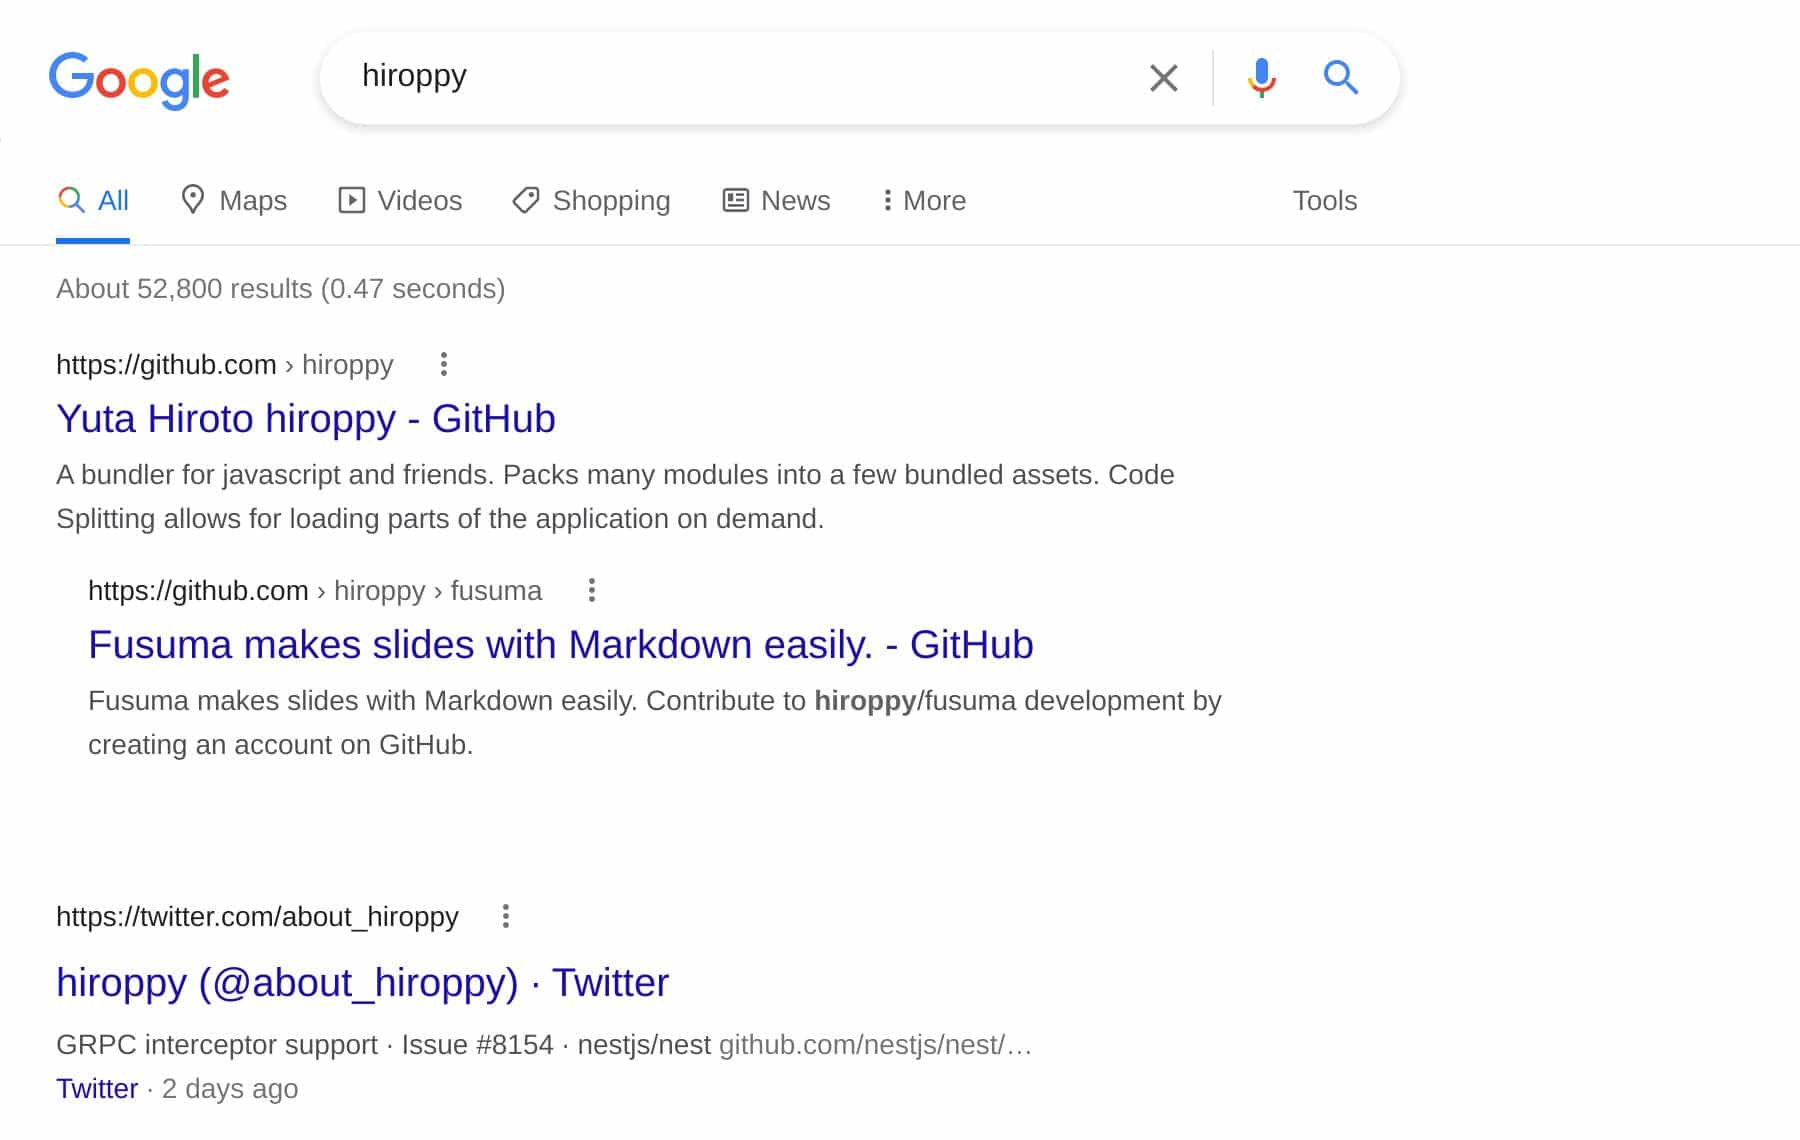 Google
hiroppy
All Maps Videos Shopping News More Tools
About 52,800 results (0.47 seconds)
https://github.com › hiroppy
Yuta Hiroto hiroppy - GitHub
A bundler for javascript and friends. Packs many modules into a few bundled assets. Code
Splitting allows for loading parts of the application on demand.
https://github.com › hiroppy › fusuma
Fusuma makes slides with Markdown easily. - GitHub
Fusuma makes slides with Markdown easily. Contribute to hiroppy/fusuma development by
creating an account on GitHub.
https://twitter.com/about_hiroppy
hiroppy (@about_hiroppy) · Twitter
GRPC interceptor support · Issue #8154 · nestjs/nest github.com/nestjs/nest/…
Twitter · 2 days ago